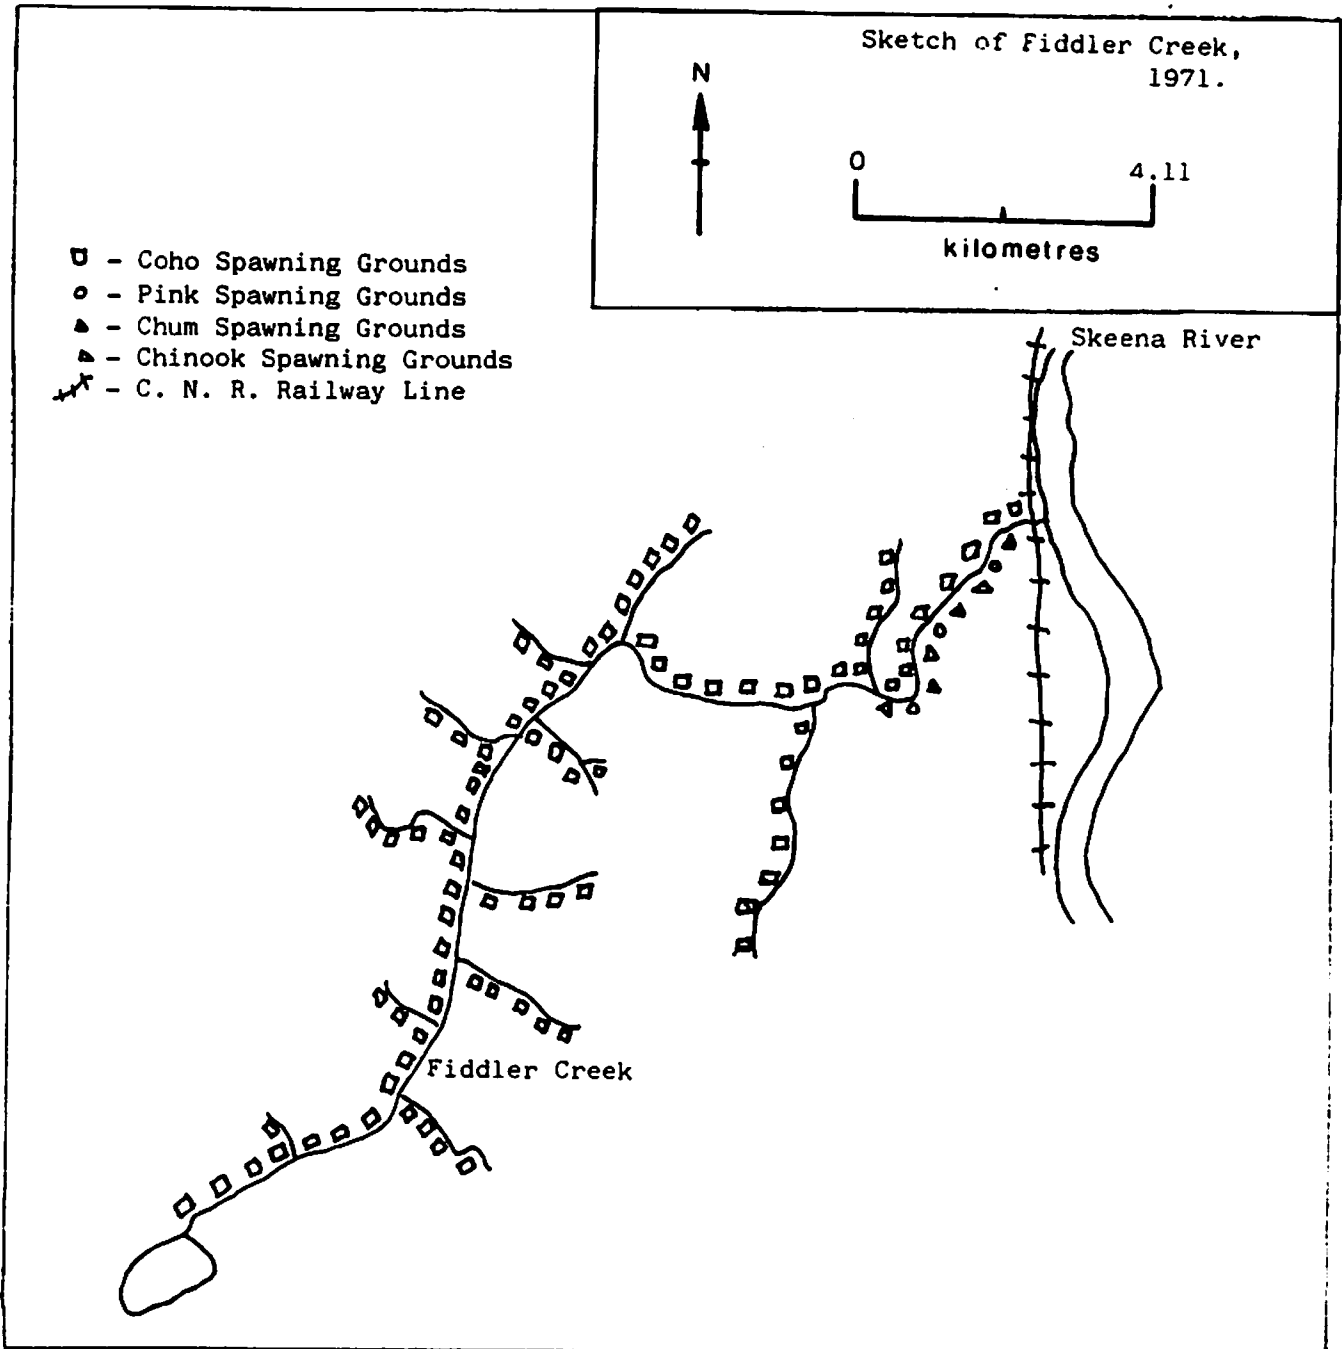 Sketch of Fiddler Creek,
1971.
N
0 4.11
kilometres
- Coho Spawning Grounds
- Pink Spawning Grounds
- Chum Spawning Grounds
- Chinook Spawning Grounds
- C. N. R. Railway Line
Skeena River
Fiddler Creek